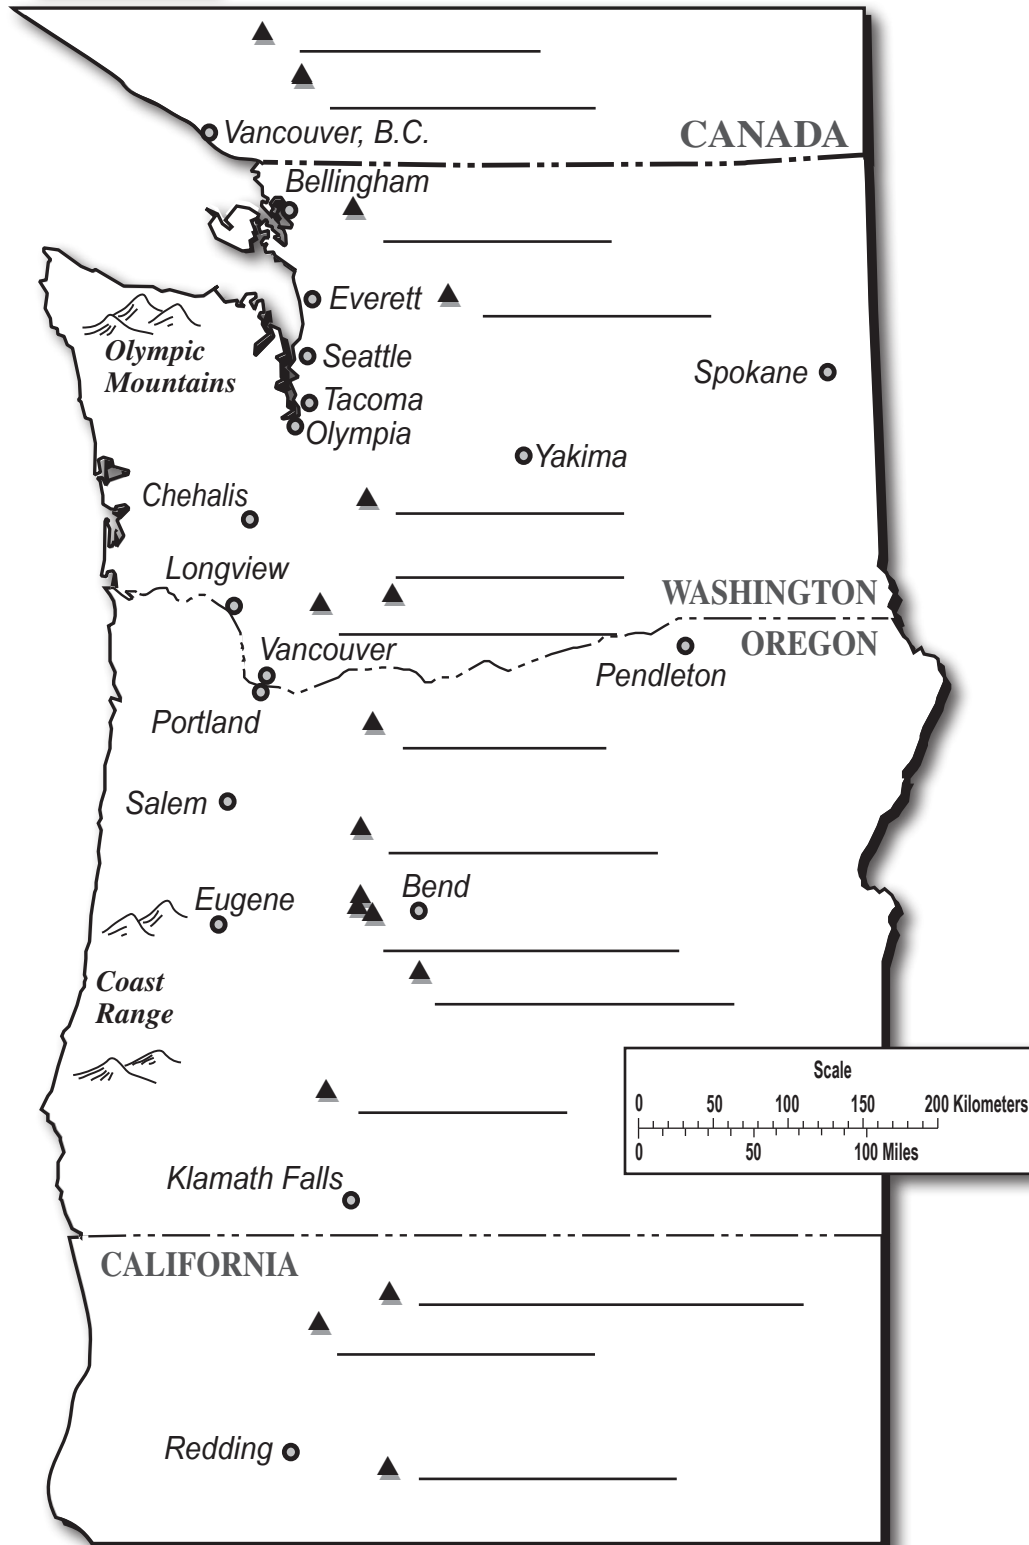 Vancouver, B.C.
CANADA
Bellingham
Everett
Olympic
Mountains
Seattle
Spokane
Tacoma
Olympia
Yakima
Chehalis
Longview
WASHINGTON
OREGON
Vancouver
Pendleton
Portland
Salem
Bend
Eugene
Coast
Range
Scale
0 50 100 150 200 Kilometers
0 50 100 Miles
Klamath Falls
CALIFORNIA
Redding